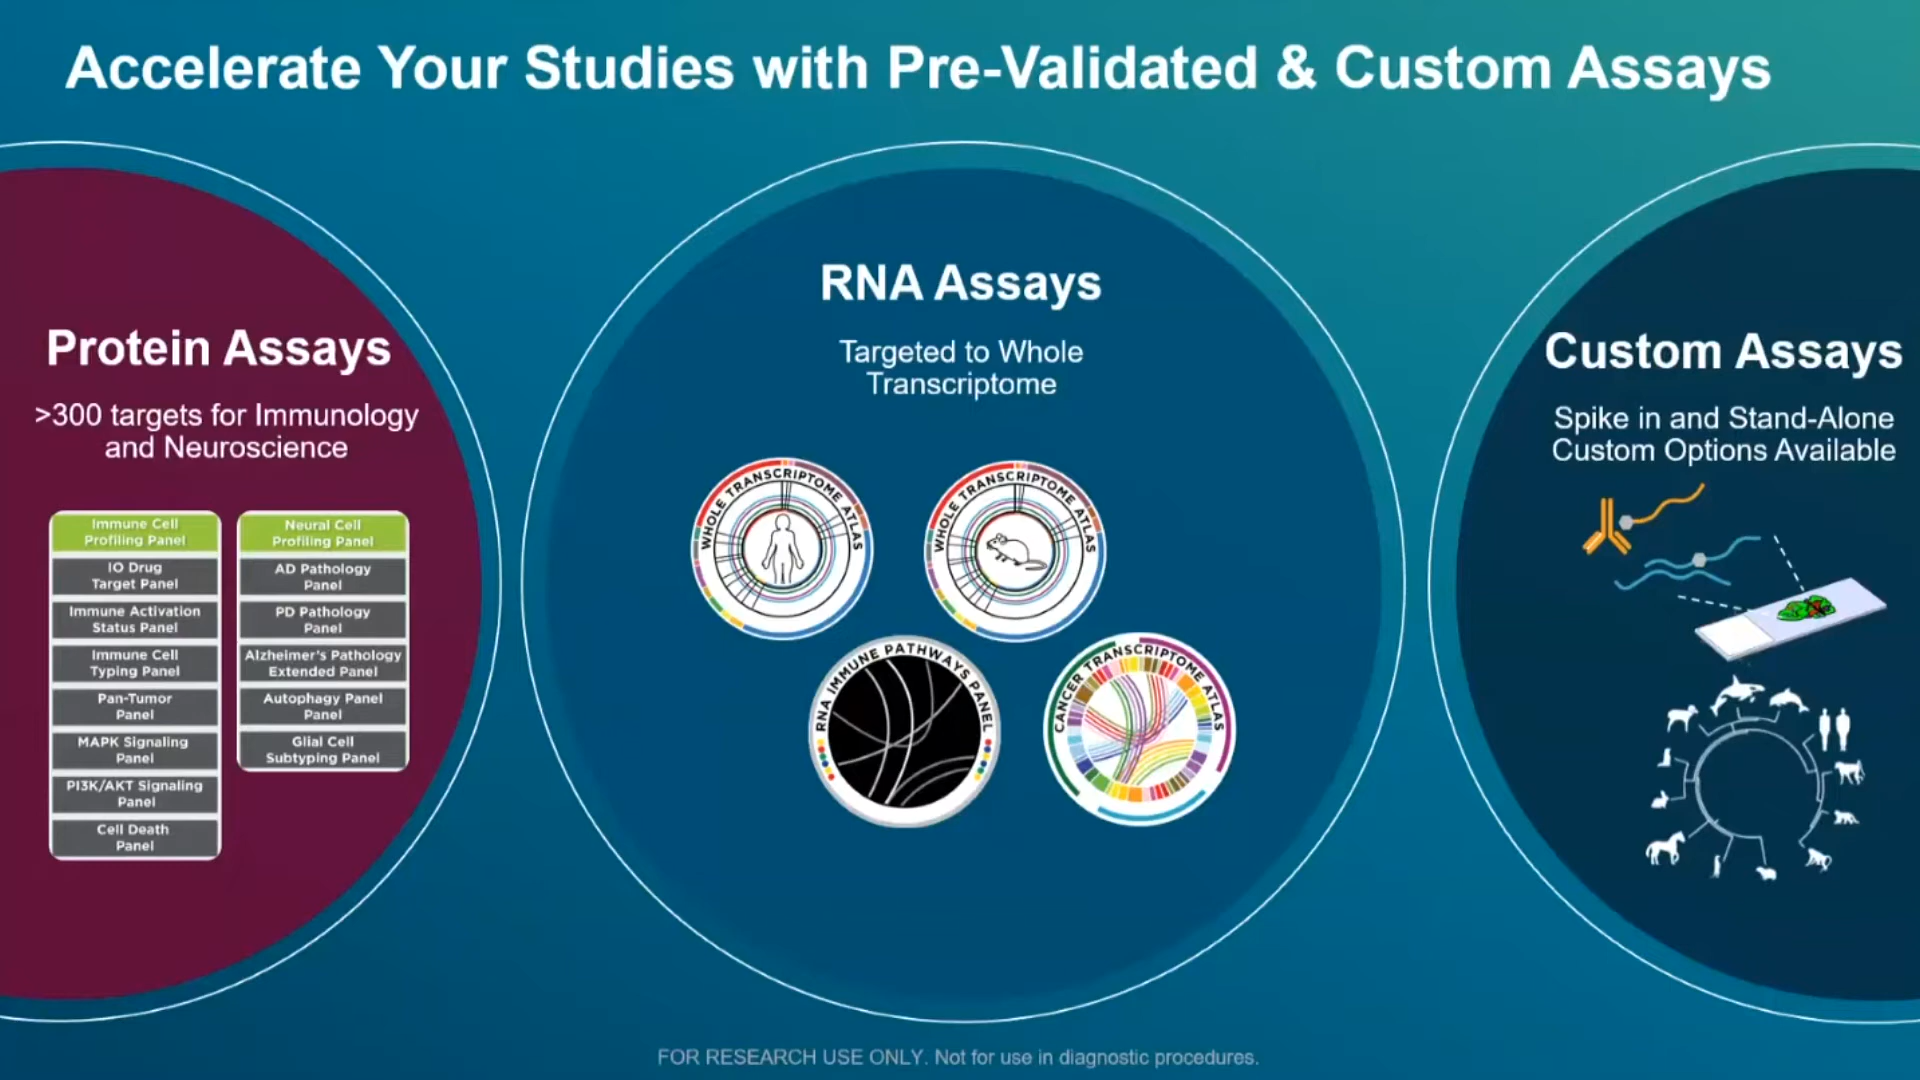 Accelerate Your Studies with Pre-Validated & Custom Assays
Protein Assays
>300 targets for Immunology
and Neuroscience
Immune Cell
Profiling Panel
IO Drug
Target Panel
Immune Activation
Status Panel
Immune Cell
Typing Panel
Pan-Tumor
Panel
MAPK Signaling
Panel
PI3K/AKT Signaling
Panel
Cell Death
Panel
Neural Cell
Profiling Panel
AD Pathology
Panel
PD Pathology
Panel
Alzheimer's Pathology
Extended Panel
Autophagy Panel
Panel
Glial Cell
Subtyping Panel
RNA Assays
Targeted to Whole
Transcriptome
WHOLE TRANSCRIPTOME ATLAS
WHOLE TRANSCRIPTOME ATLAS
RNA IMMUNE PATHWAYS PANEL
CANCER TRANSCRIPTOME ATLAS
Custom Assays
Spike in and Stand-Alone
Custom Options Available
FOR RESEARCH USE ONLY. Not for use in diagnostic procedures.